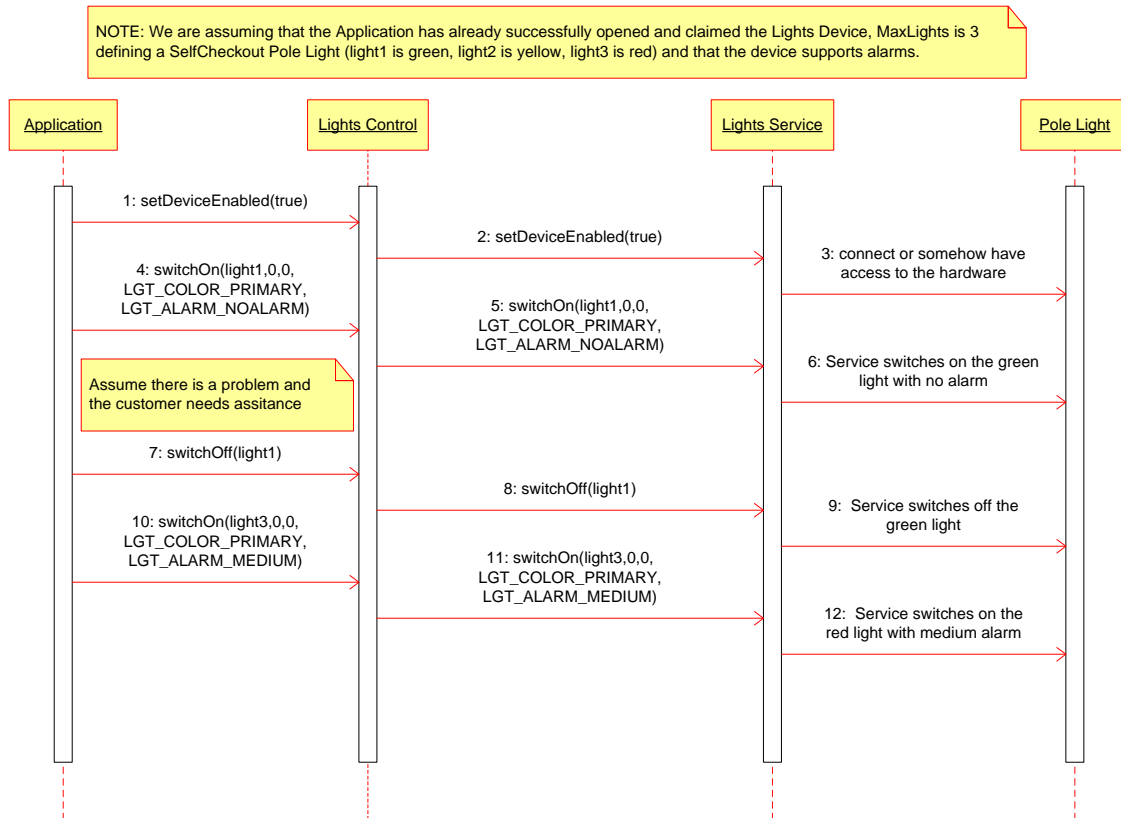 NOTE: We are assuming that the Application has already successfully opened and claimed the Lights Device, MaxLights is 3
defining a SelfCheckout Pole Light (light1 is green, light2 is yellow, light3 is red) and that the device supports alarms.
Application
Lights Control
Lights Service
Pole Light
1: setDeviceEnabled(true)
2: setDeviceEnabled(true)
3: connect or somehow have
access to the hardware
4: switchOn(light1,0,0,
LGT_COLOR_PRIMARY,
LGT_ALARM_NOALARM)
5: switchOn(light1,0,0,
LGT_COLOR_PRIMARY,
LGT_ALARM_NOALARM)
6: Service switches on the green
light with no alarm
Assume there is a problem and
the customer needs assitance
7: switchOff(light1)
8: switchOff(light1)
9:  Service switches off the
green light
10: switchOn(light3,0,0,
LGT_COLOR_PRIMARY,
LGT_ALARM_MEDIUM)
11: switchOn(light3,0,0,
LGT_COLOR_PRIMARY,
LGT_ALARM_MEDIUM)
12:  Service switches on the
red light with medium alarm